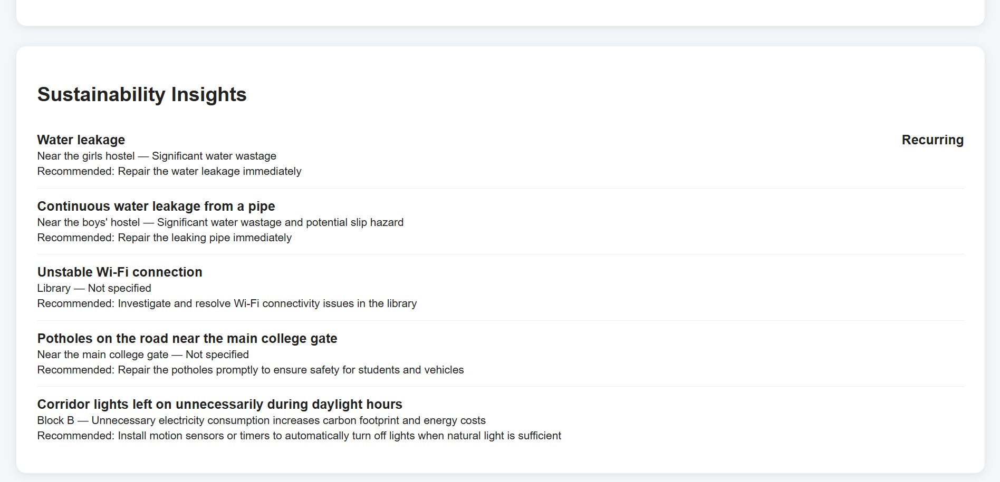 Sustainability Insights
Water leakage
Recurring
Near the girls hostel — Significant water wastage
Recommended: Repair the water leakage immediately
Continuous water leakage from a pipe
Near the boys' hostel — Significant water wastage and potential slip hazard
Recommended: Repair the leaking pipe immediately
Unstable Wi-Fi connection
Library — Not specified
Recommended: Investigate and resolve Wi-Fi connectivity issues in the library
Potholes on the road near the main college gate
Near the main college gate — Not specified
Recommended: Repair the potholes promptly to ensure safety for students and vehicles
Corridor lights left on unnecessarily during daylight hours
Block B — Unnecessary electricity consumption increases carbon footprint and energy costs
Recommended: Install motion sensors or timers to automatically turn off lights when natural light is sufficient